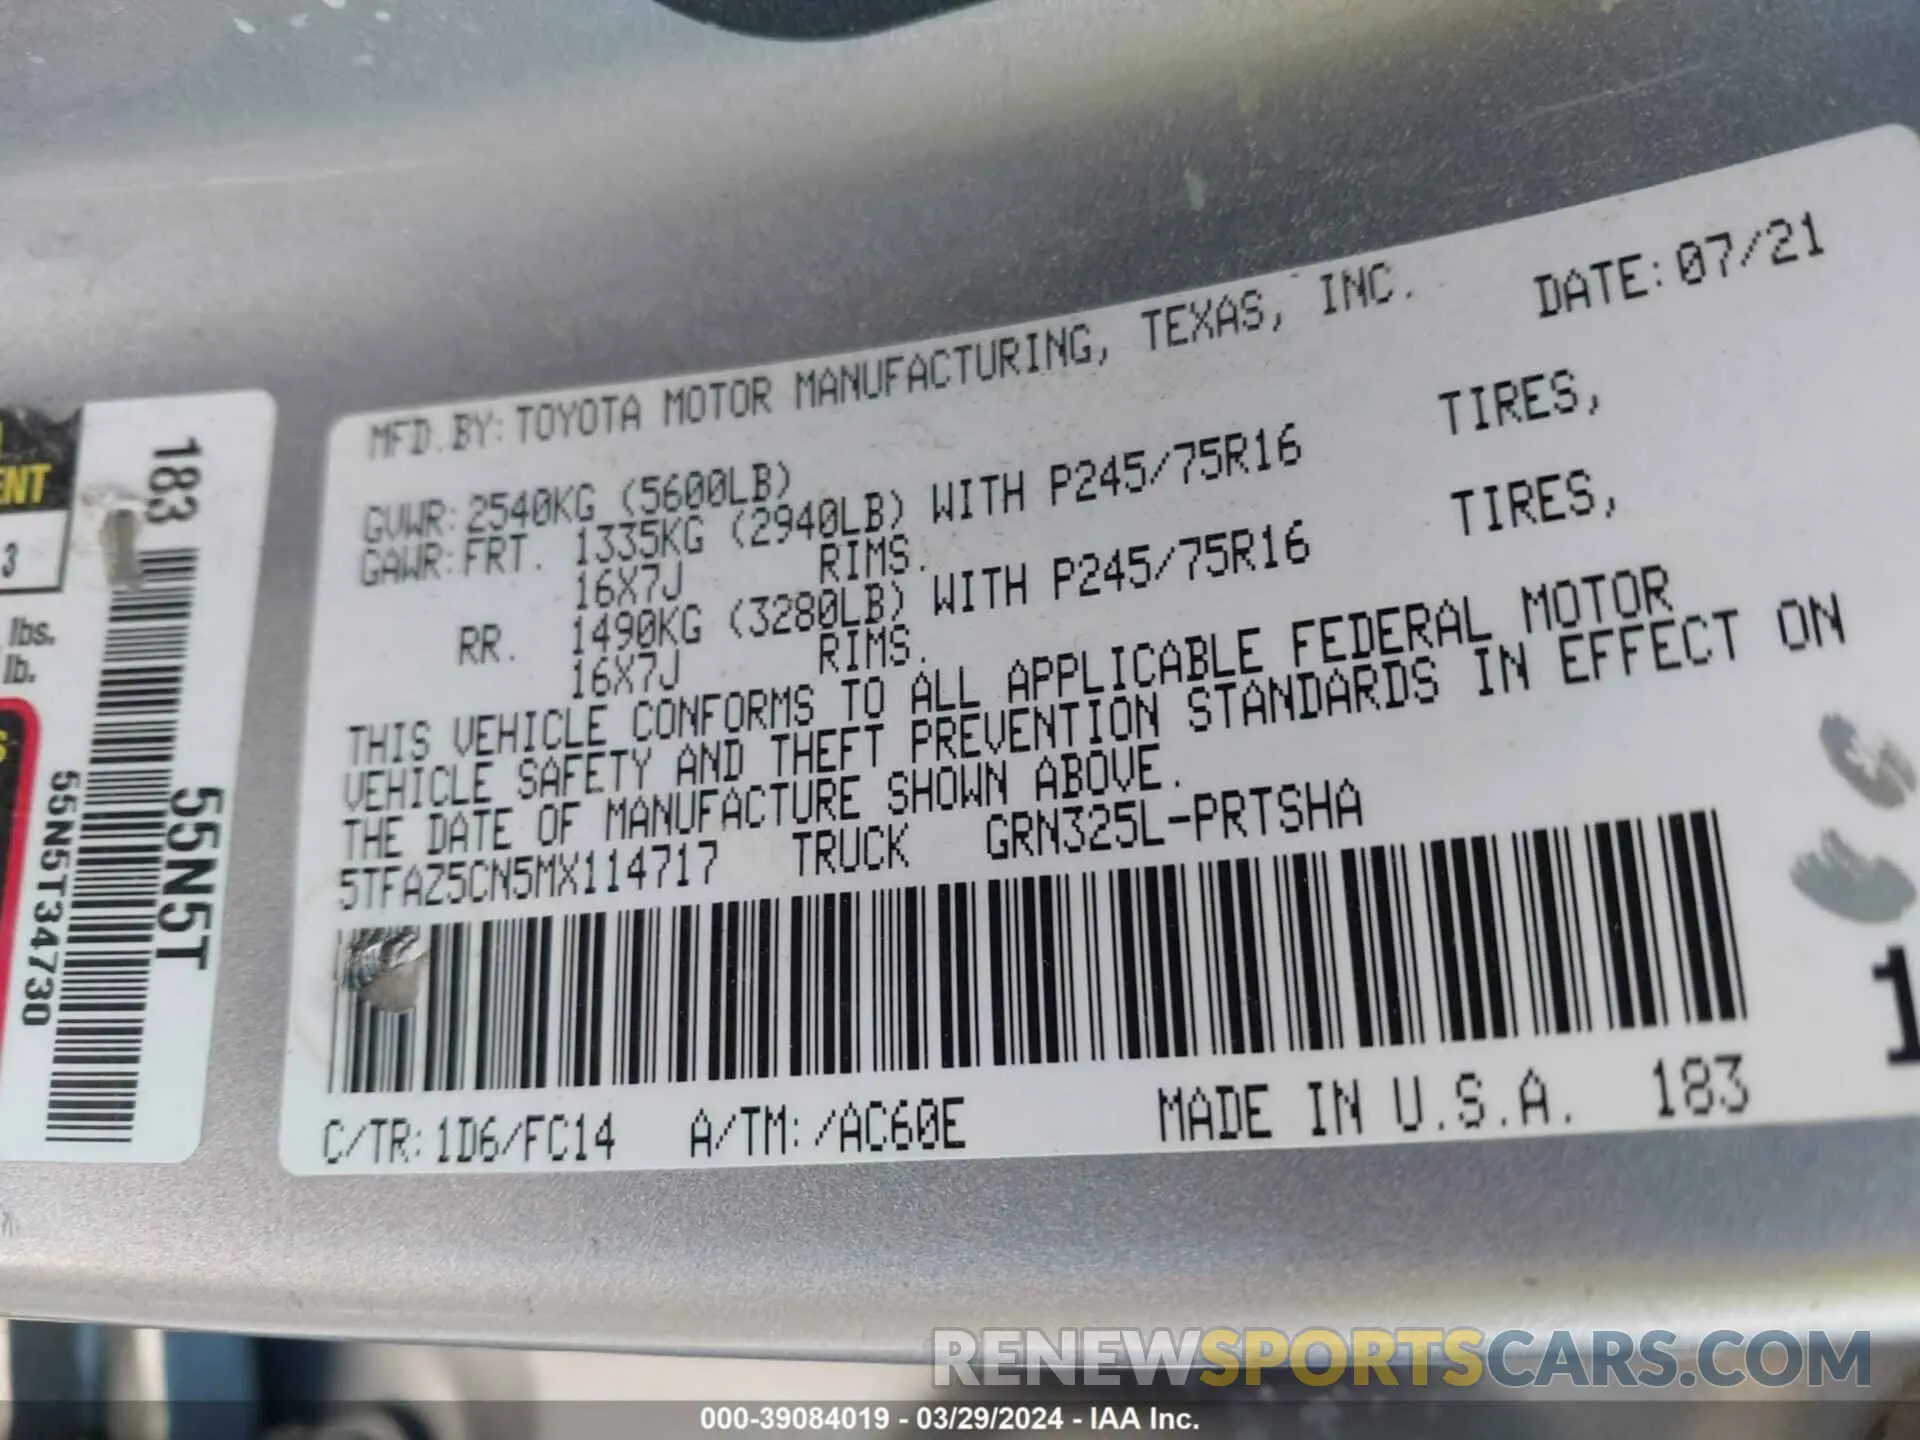 MFD.BY: TOYOTA MOTOR MANUFACTURING, TEXAS, INC. DATE: 07/21
GVWR: 2540KG (5600LB)
GAWR: FRT. 1335KG (2940LB) WITH P245/75R16 TIRES,
16X7J RIMS.
RR. 1490KG (3280LB) WITH P245/75R16 TIRES,
16X7J RIMS.
THIS VEHICLE CONFORMS TO ALL APPLICABLE FEDERAL MOTOR
VEHICLE SAFETY AND THEFT PREVENTION STANDARDS IN EFFECT ON
THE DATE OF MANUFACTURE SHOWN ABOVE.
5TFAZ5CN5MX114717 TRUCK GRN325L-PRTSHA
C/TR: 1D6/FC14 A/TM: /AC60E MADE IN U.S.A. 183
1
183
55N5T
55N5T34730
3
lbs.
lb.
RENEWSPORTSCARS.COM
000-39084019 - 03/29/2024 - IAA Inc.